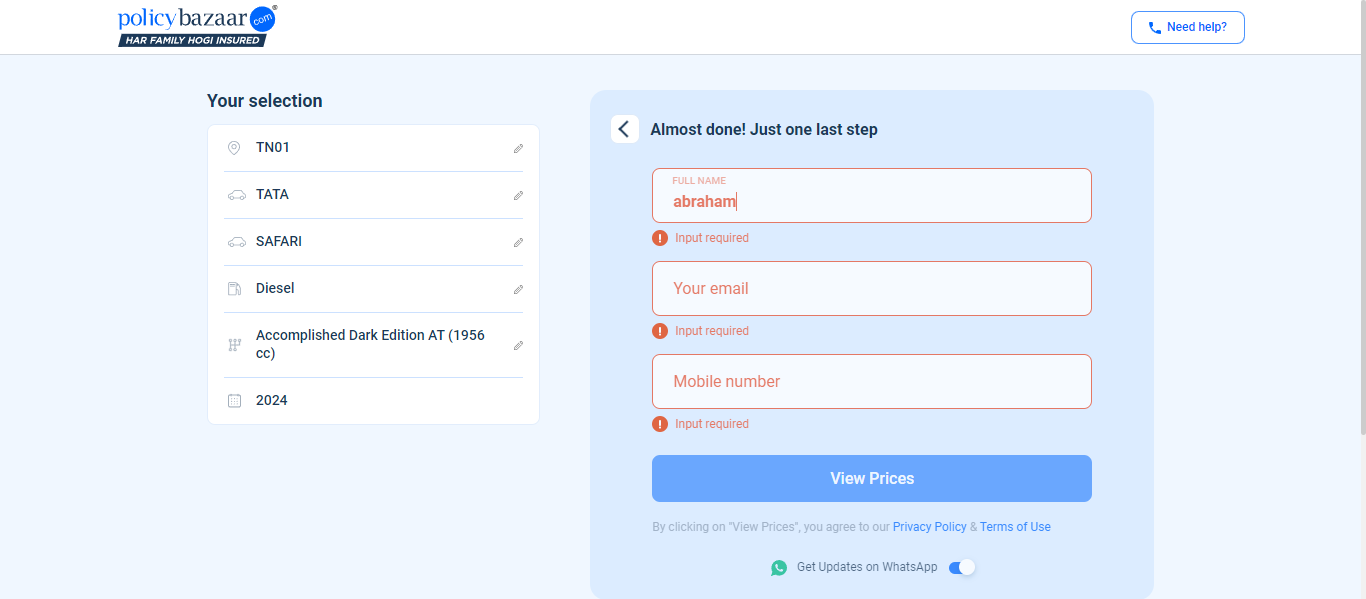 policybazaar com
HAR FAMILY HOGI INSURED
Need help?
Your selection
TN01
TATA
SAFARI
Diesel
Accomplished Dark Edition AT (1956
cc)
2024
Almost done! Just one last step
FULL NAME
abraham
Input required
Your email
Input required
Mobile number
Input required
View Prices
By clicking on "View Prices", you agree to our Privacy Policy & Terms of Use
Get Updates on WhatsApp